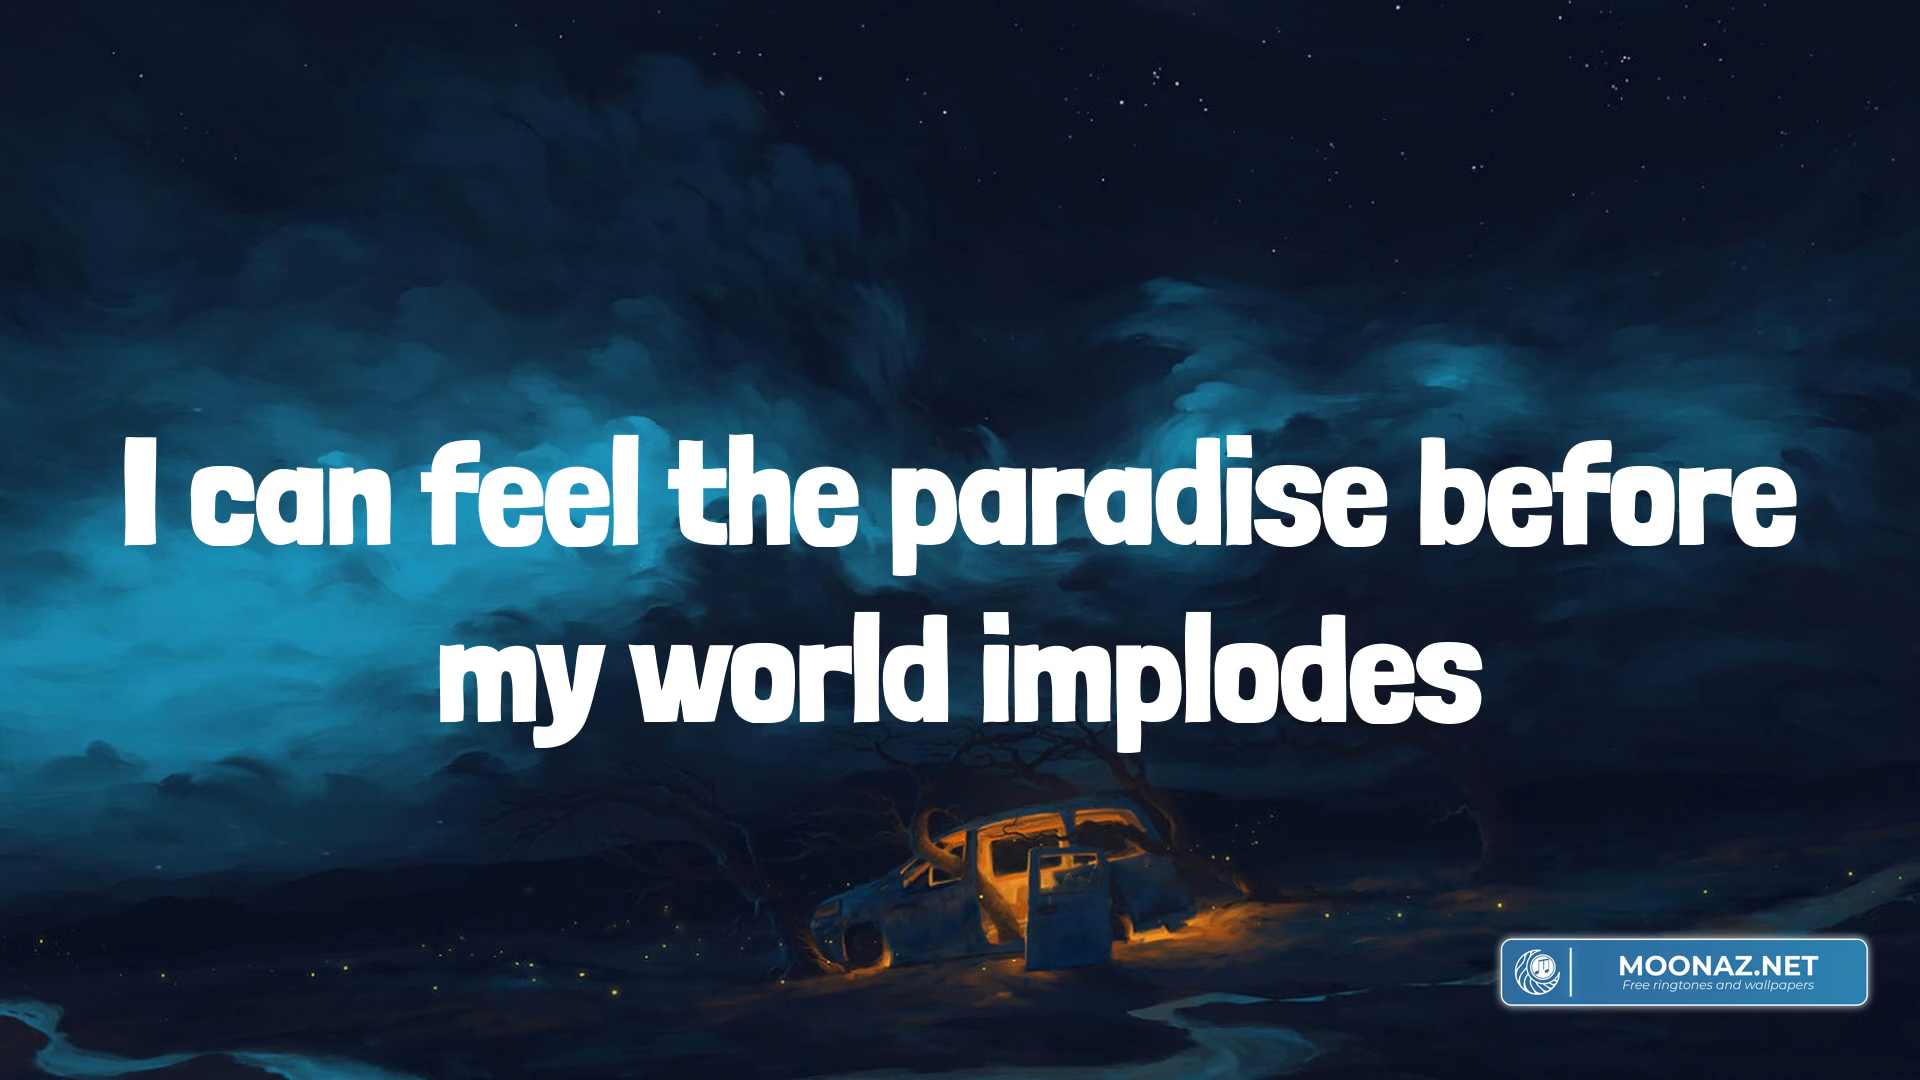 I can feel the paradise before
my world implodes
MOONAZ.NET
Free ringtones and wallpapers